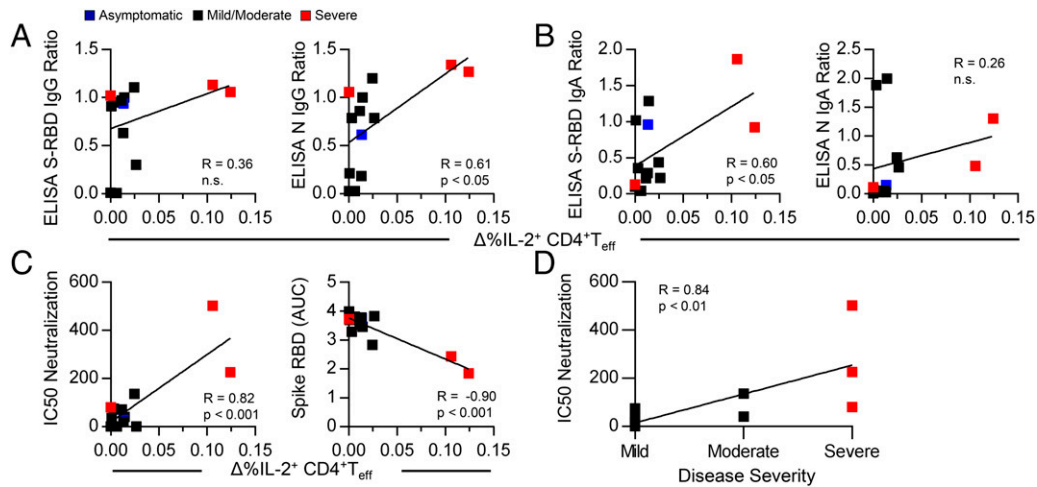 Asymptomatic Mild/Moderate Severe
A
ELISA S-RBD IgG Ratio
1.5
1.0
0.5
0.0
0.00 0.05 0.10 0.15
R = 0.36
n.s.
ELISA N IgG Ratio
1.5
1.0
0.5
0.0
0.00 0.05 0.10 0.15
R = 0.61
p < 0.05
B
ELISA S-RBD IgA Ratio
2.0
1.5
1.0
0.5
0.0
0.00 0.05 0.10 0.15
R = 0.60
p < 0.05
ELISA N IgA Ratio
2.5
2.0
1.5
1.0
0.5
0.0
0.00 0.05 0.10 0.15
R = 0.26
n.s.
Δ%IL-2⁺ CD4⁺T_eff
C
IC50 Neutralization
600
400
200
0
0.00 0.05 0.10 0.15
R = 0.82
p < 0.001
Spike RBD (AUC)
5
4
3
2
1
0
0.00 0.05 0.10 0.15
R = -0.90
p < 0.001
Δ%IL-2⁺ CD4⁺T_eff
D
IC50 Neutralization
600
400
200
0
R = 0.84
p < 0.01
Mild Moderate Severe
Disease Severity